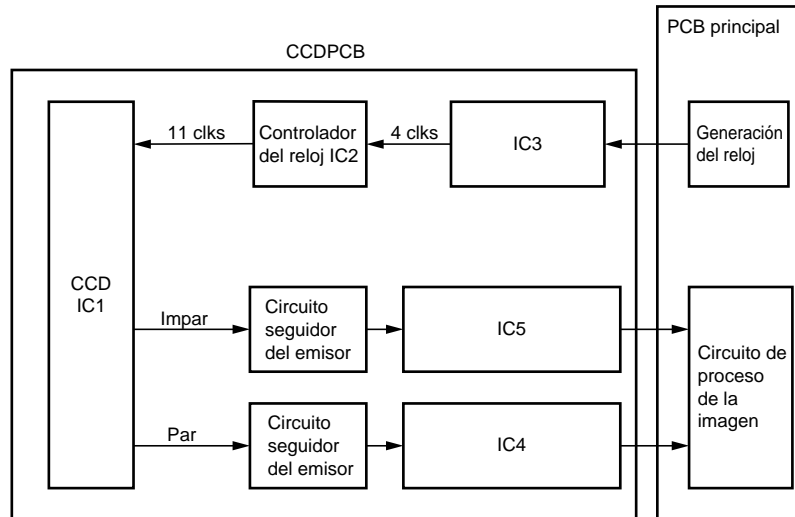 PCB principal
CCDPCB
11 clks
Controlador
del reloj IC2
4 clks
IC3
Generación
del reloj
CCD
IC1
Impar
Circuito
seguidor
del emisor
IC5
Circuito de
proceso
de la
imagen
Par
Circuito
seguidor
del emisor
IC4